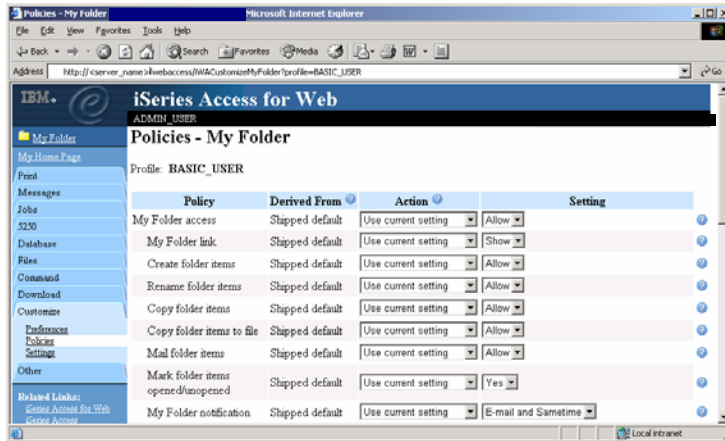 Policies - My Folder Microsoft Internet Explorer
File Edit View Favorites Tools Help
Back Search Favorites Media
Address http://<server_name>/webaccess/iWACustomizeMyFolder?profile=BASIC_USER Go
IBM. iSeries Access for Web
ADMIN_USER
My Folder
My Home Page
Print
Messages
Jobs
5250
Database
Files
Command
Download
Customize
Preferences
Policies
Settings
Other
Related Links:
iSeries Access for Web
iSeries Access
Policies - My Folder
Profile: BASIC_USER
Policy Derived From Action Setting
My Folder access Shipped default Use current setting Allow
My Folder link Shipped default Use current setting Show
Create folder items Shipped default Use current setting Allow
Rename folder items Shipped default Use current setting Allow
Copy folder items Shipped default Use current setting Allow
Copy folder items to file Shipped default Use current setting Allow
Mail folder items Shipped default Use current setting Allow
Mark folder items
opened/unopened Shipped default Use current setting Yes
My Folder notification Shipped default Use current setting E-mail and Sametime
Local intranet